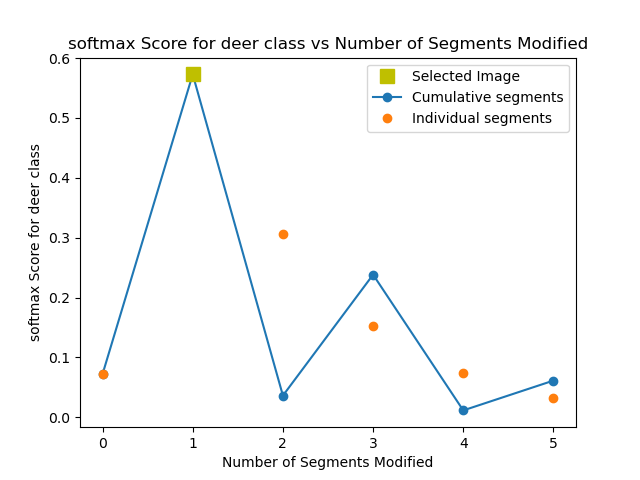 softmax Score for deer class vs Number of Segments Modified
Selected Image
Cumulative segments
Individual segments
softmax Score for deer class
0.6
0.5
0.4
0.3
0.2
0.1
0.0
0 1 2 3 4 5
Number of Segments Modified